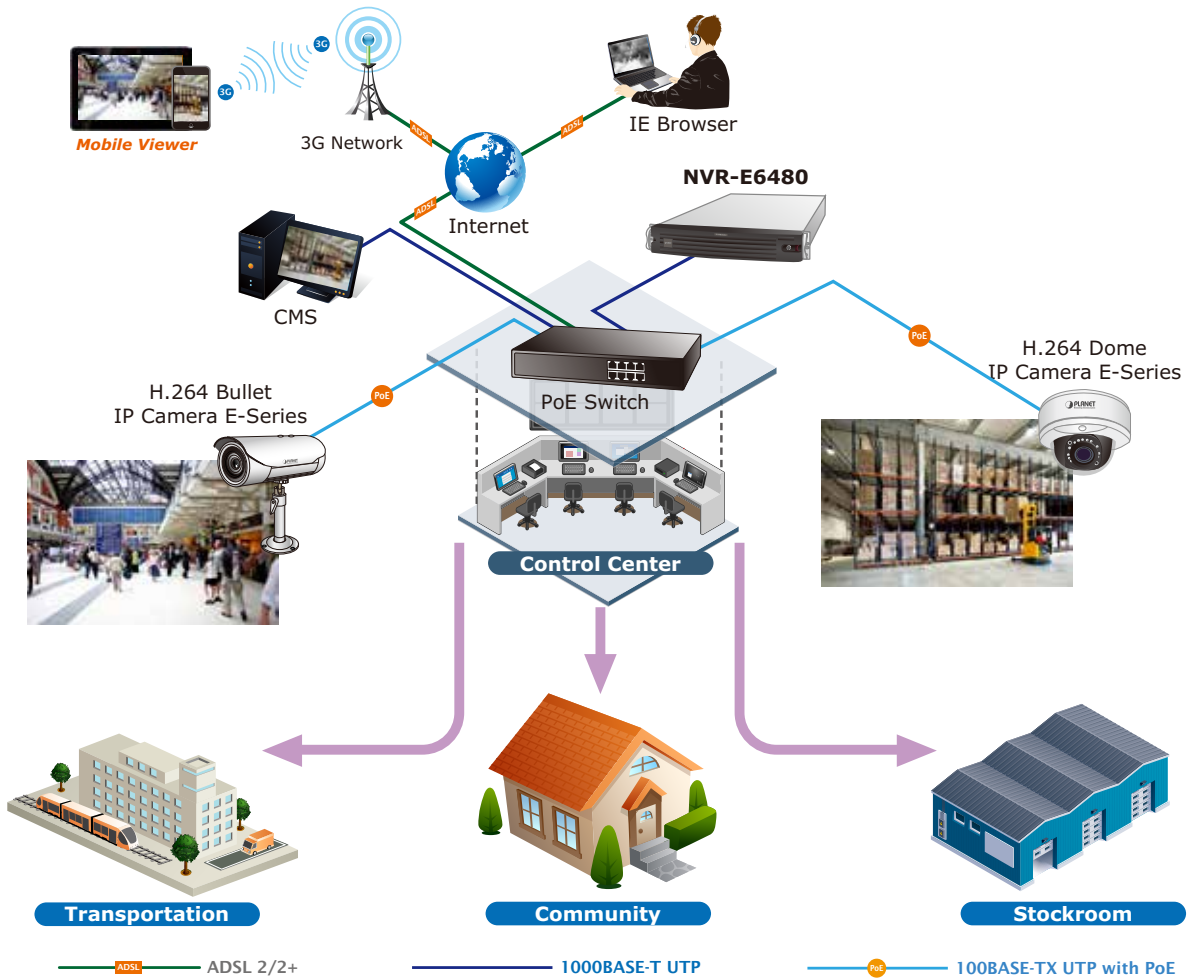 3G
3G
ADSL
ADSL
Mobile Viewer
3G Network
IE Browser
NVR-E6480
ADSL
Internet
CMS
PoE
H.264 Dome
IP Camera E-Series
H.264 Bullet
IP Camera E-Series
PoE
PoE Switch
PLANET
Control Center
Transportation
Community
Stockroom
ADSL
ADSL 2/2+
1000BASE-T UTP
PoE
100BASE-TX UTP with PoE